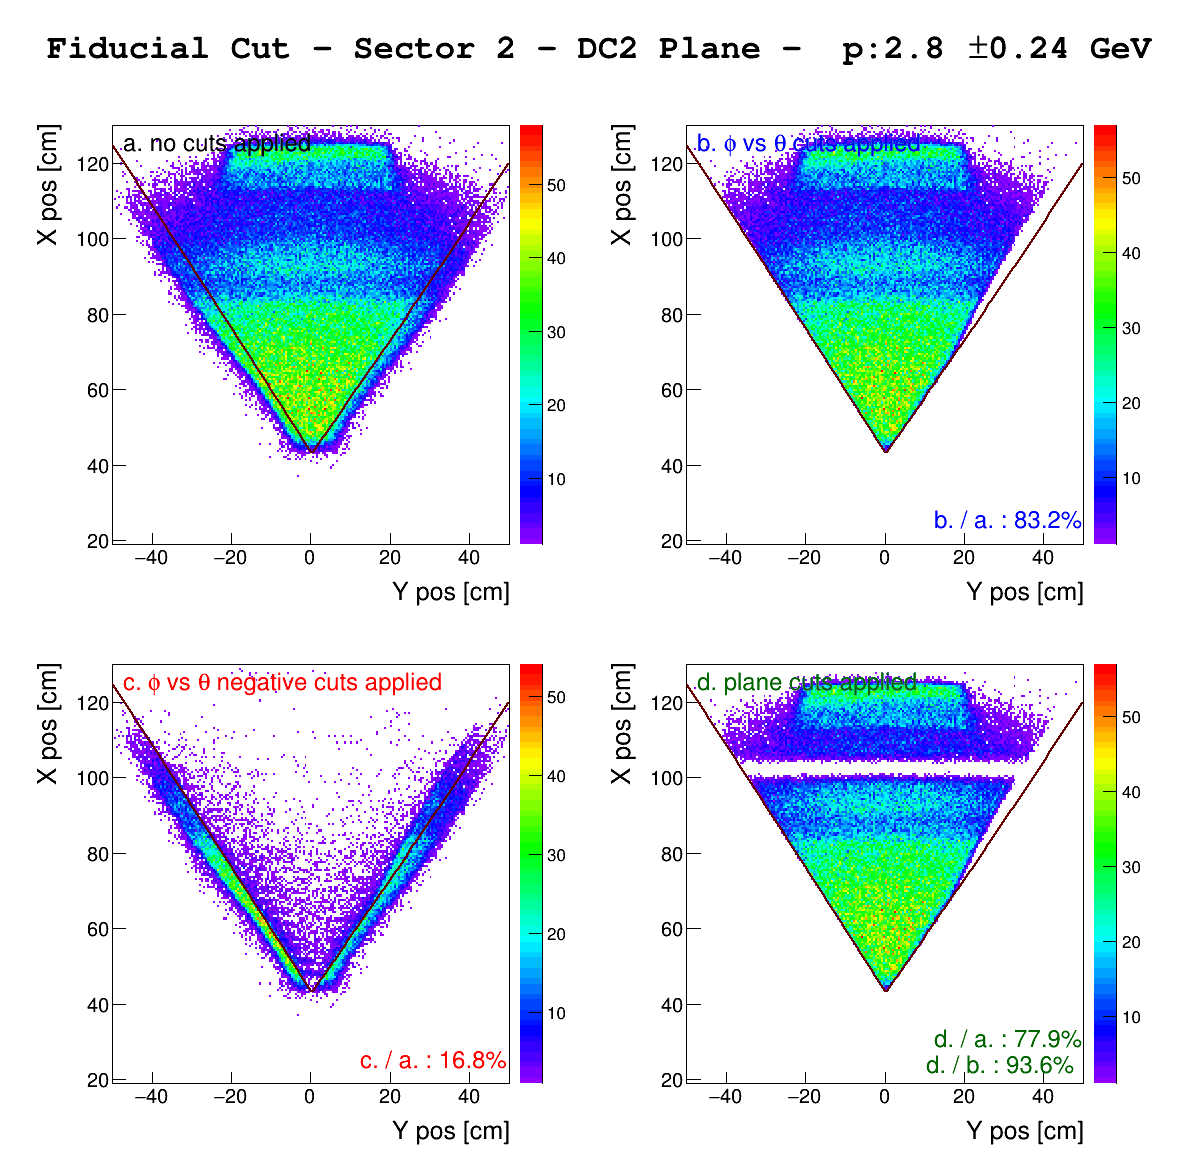 Fiducial Cut – Sector 2 – DC2 Plane – p:2.8 ±0.24 GeV
X pos [cm]
a. no cuts applied
120
100
80
60
40
20
−40 −20 0 20 40
Y pos [cm]
50
40
30
20
10
X pos [cm]
b. ϕ vs θ cuts applied
120
100
80
60
40
20
b. / a. : 83.2%
−40 −20 0 20 40
Y pos [cm]
50
40
30
20
10
X pos [cm]
c. ϕ vs θ negative cuts applied
120
100
80
60
40
20
c. / a. : 16.8%
−40 −20 0 20 40
Y pos [cm]
50
40
30
20
10
X pos [cm]
d. plane cuts applied
120
100
80
60
40
20
d. / a. : 77.9%
d. / b. : 93.6%
−40 −20 0 20 40
Y pos [cm]
50
40
30
20
10